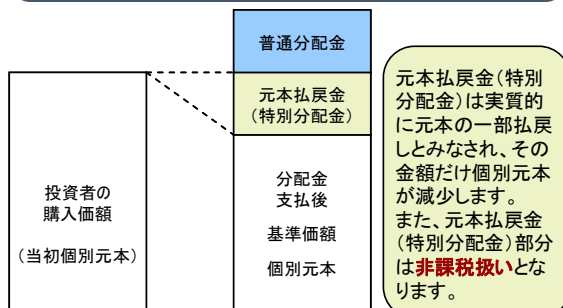 普通分配金
元本払戻金
（特別分配金）
投資者の
購入価額
（当初個別元本）
分配金
支払後
基準価額
個別元本
元本払戻金（特別
分配金）は実質的
に元本の一部払戻
しとみなされ、その
金額だけ個別元本
が減少します。
また、元本払戻金
（特別分配金）部分
は非課税扱いとな
ります。